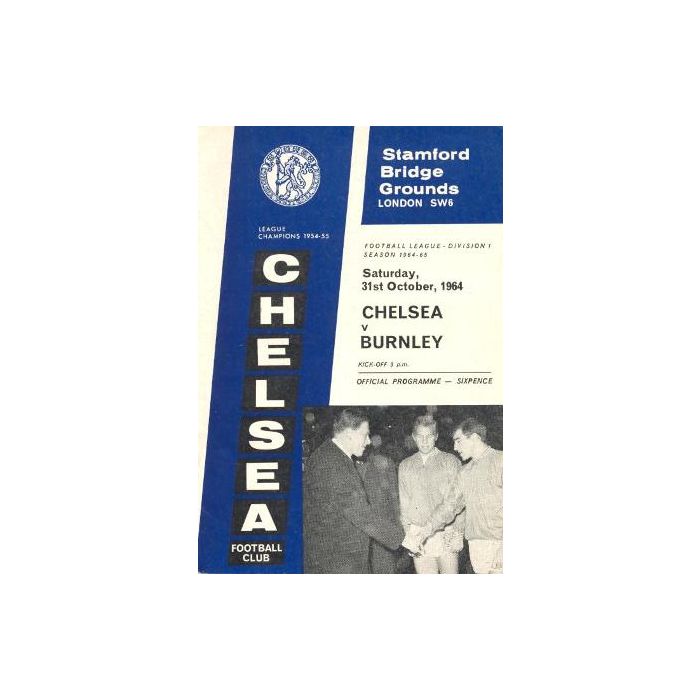 Stamford
Bridge
Grounds
LONDON SW6
LEAGUE
CHAMPIONS 1954-55
CHELSEA
FOOTBALL
CLUB
FOOTBALL LEAGUE - DIVISION 1
SEASON 1964-65
Saturday,
31st October, 1964
CHELSEA
v
BURNLEY
KICK-OFF 3 p.m.
OFFICIAL PROGRAMME — SIXPENCE